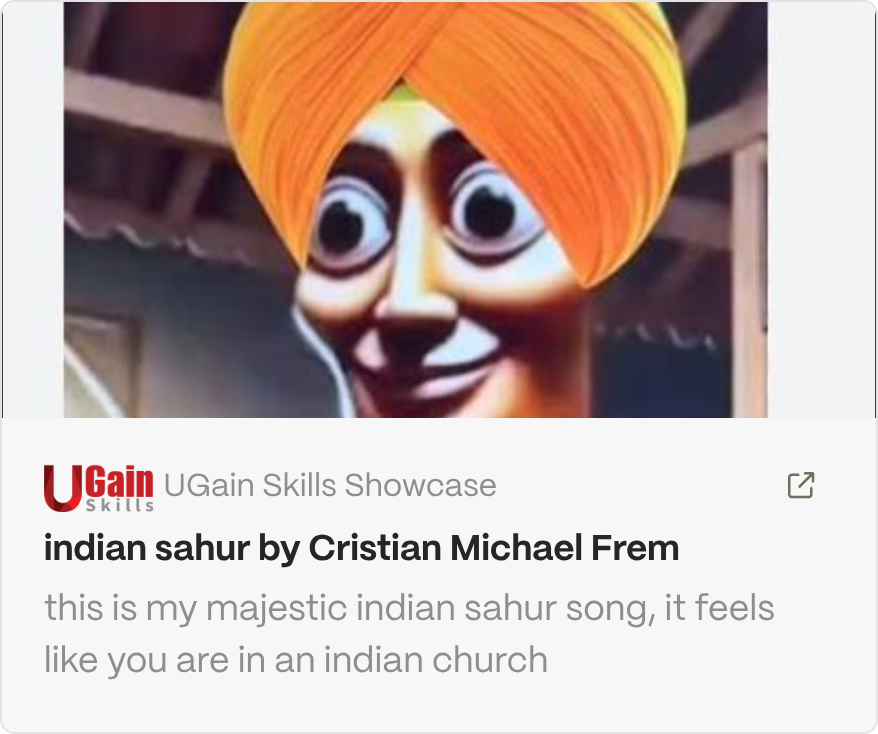 UGain Skills UGain Skills Showcase
indian sahur by Cristian Michael Frem
this is my majestic indian sahur song, it feels
like you are in an indian church